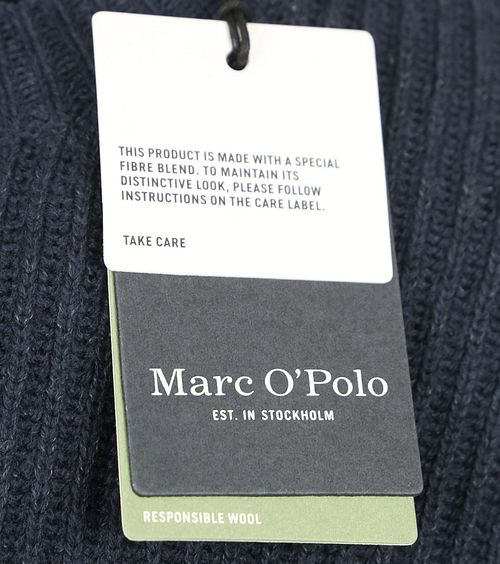 THIS PRODUCT IS MADE WITH A SPECIAL
FIBRE BLEND. TO MAINTAIN ITS
DISTINCTIVE LOOK, PLEASE FOLLOW
INSTRUCTIONS ON THE CARE LABEL.
TAKE CARE
Marc O'Polo
EST. IN STOCKHOLM
RESPONSIBLE WOOL